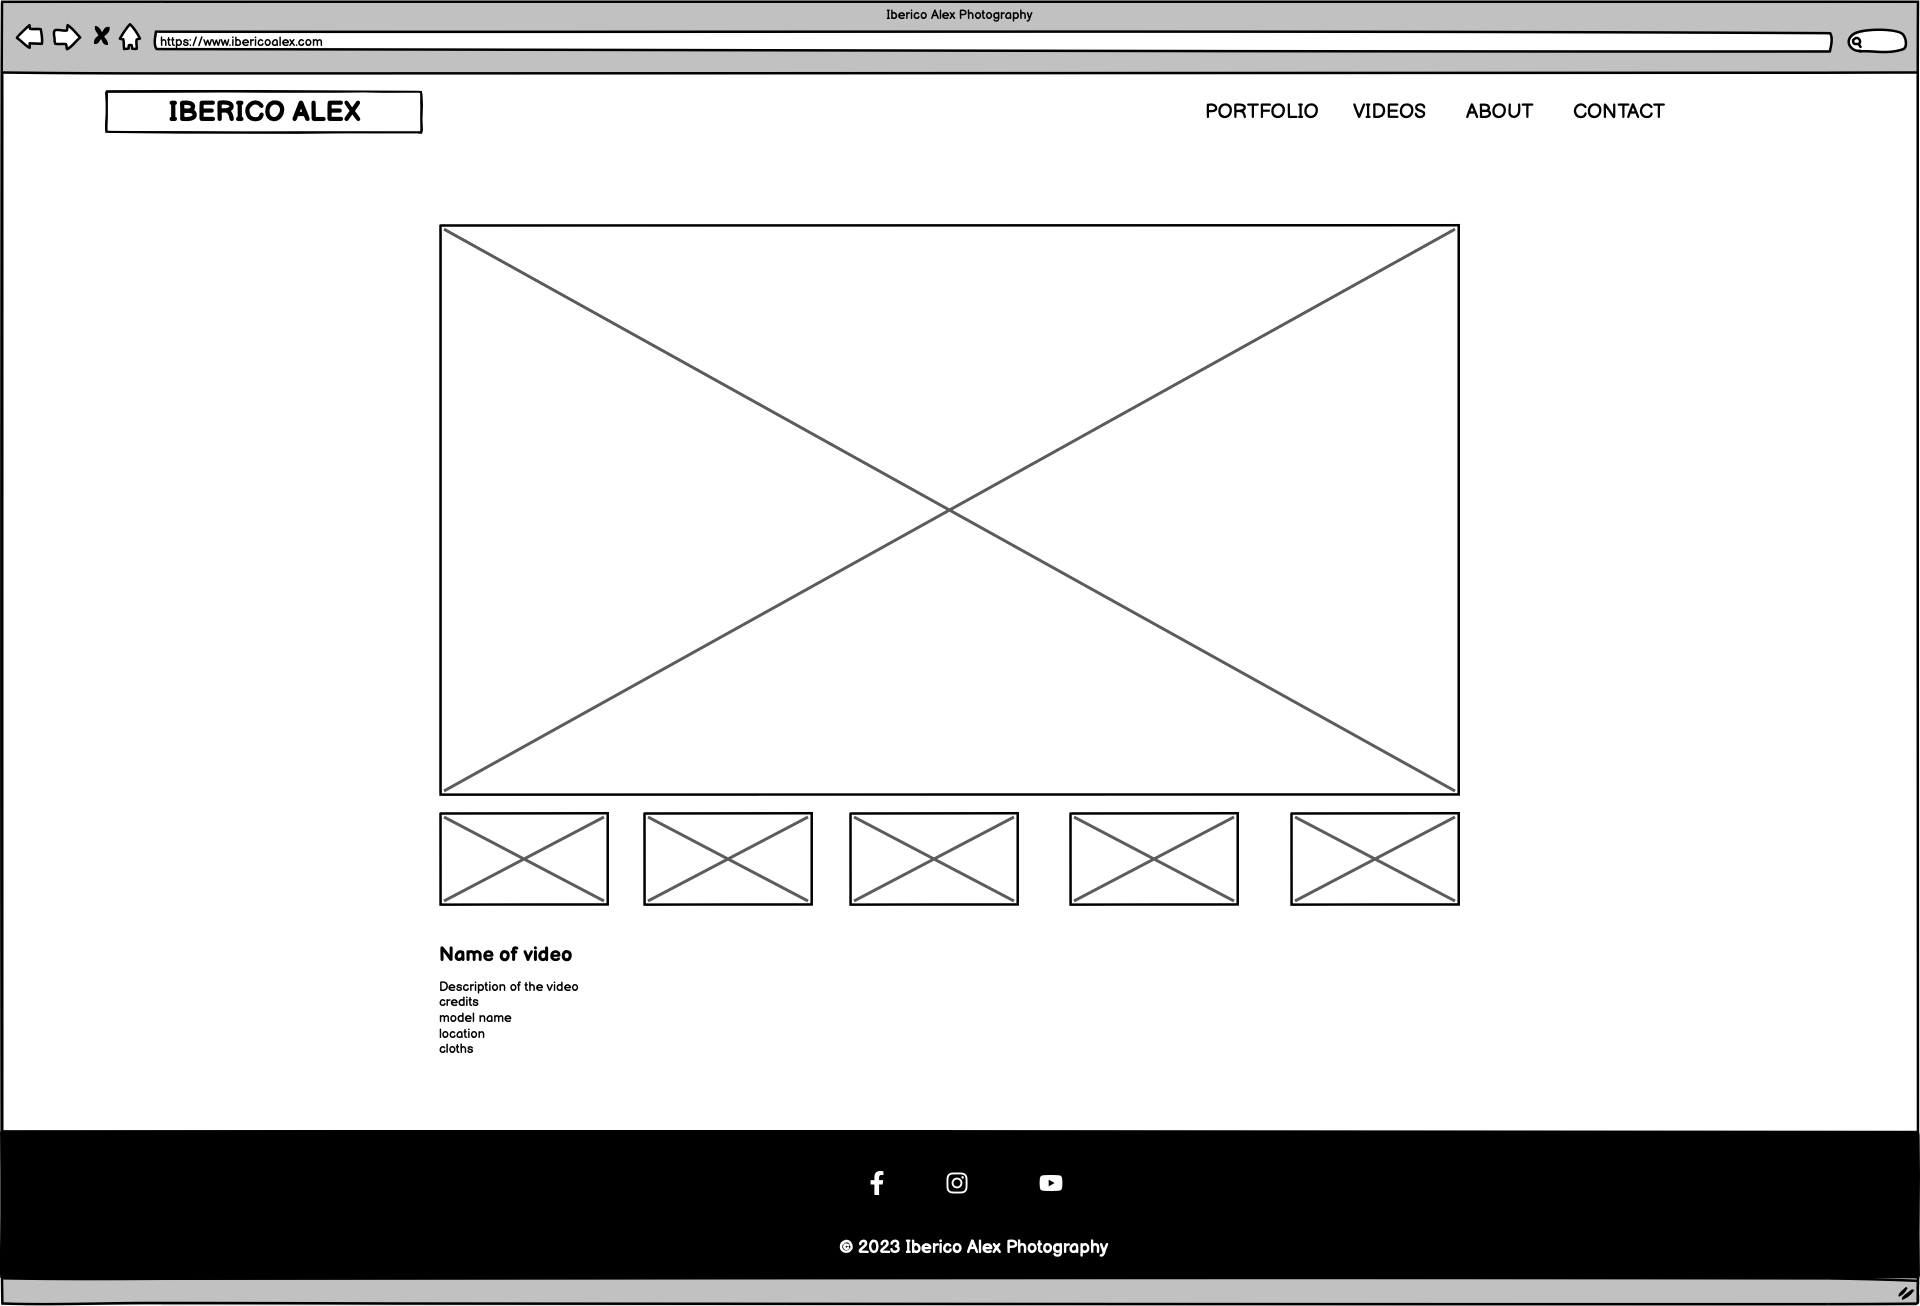 Iberico Alex Photography
https://www.ibericoalex.com
IBERICO ALEX
PORTFOLIO VIDEOS ABOUT CONTACT
Name of video
Description of the video
credits
model name
location
cloths
© 2023 Iberico Alex Photography